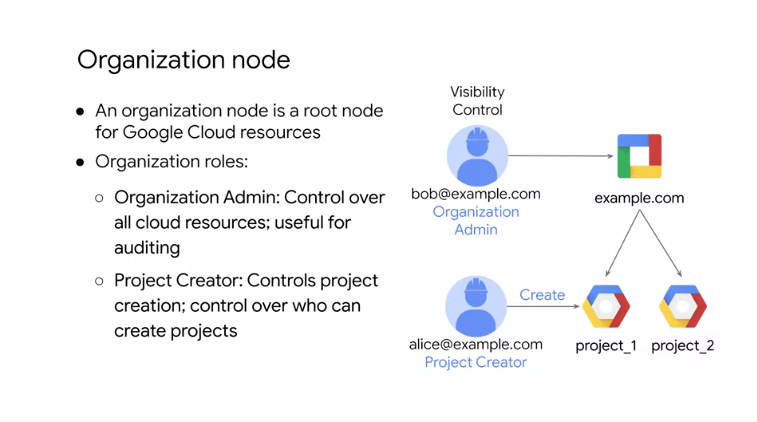 Organization node
● An organization node is a root node
for Google Cloud resources
● Organization roles:
○ Organization Admin: Control over
all cloud resources; useful for
auditing
○ Project Creator: Controls project
creation; control over who can
create projects
Visibility
Control
bob@example.com
Organization
Admin
example.com
Create
alice@example.com
Project Creator
project_1
project_2